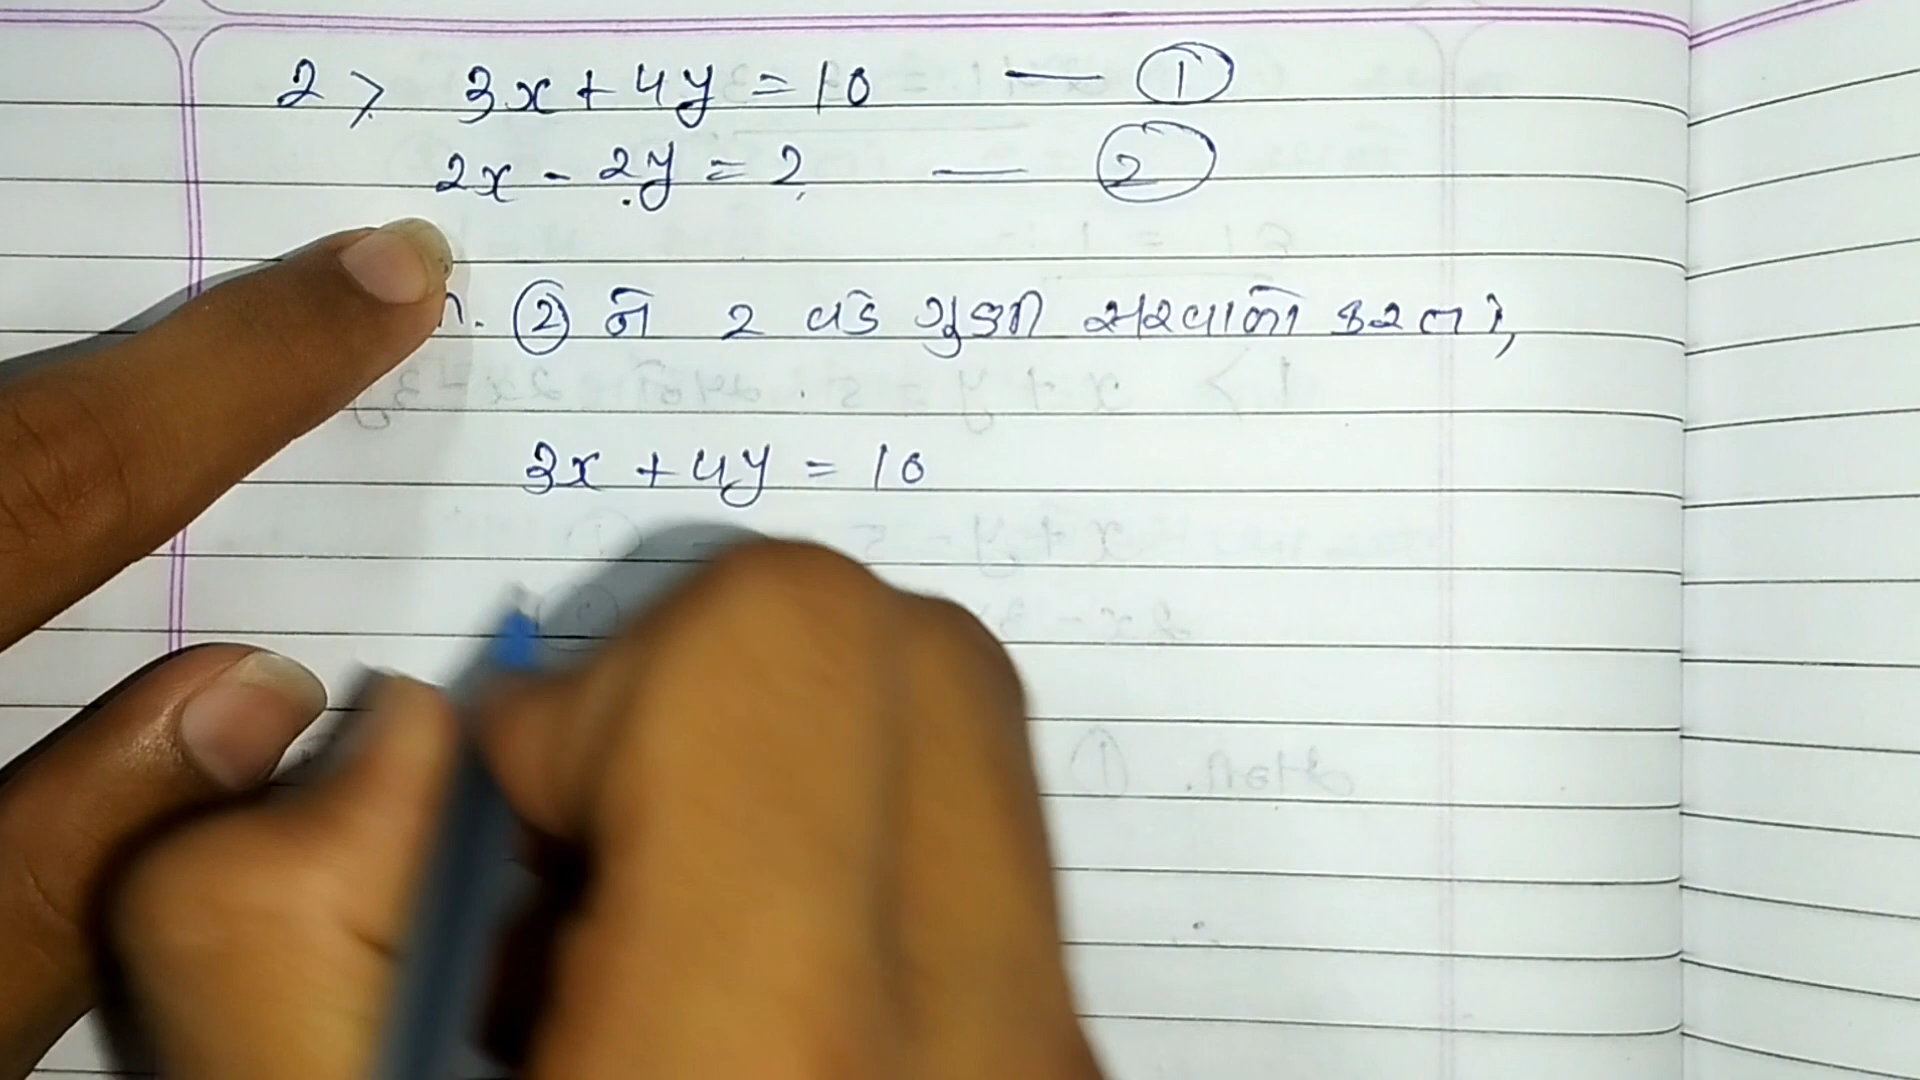 2> 3x + 4y = 10 — ①
2x - 2y = 2 — ②
② ને 2 વડે ગુણી સરવાળો કરતા,
3x + 4y = 10